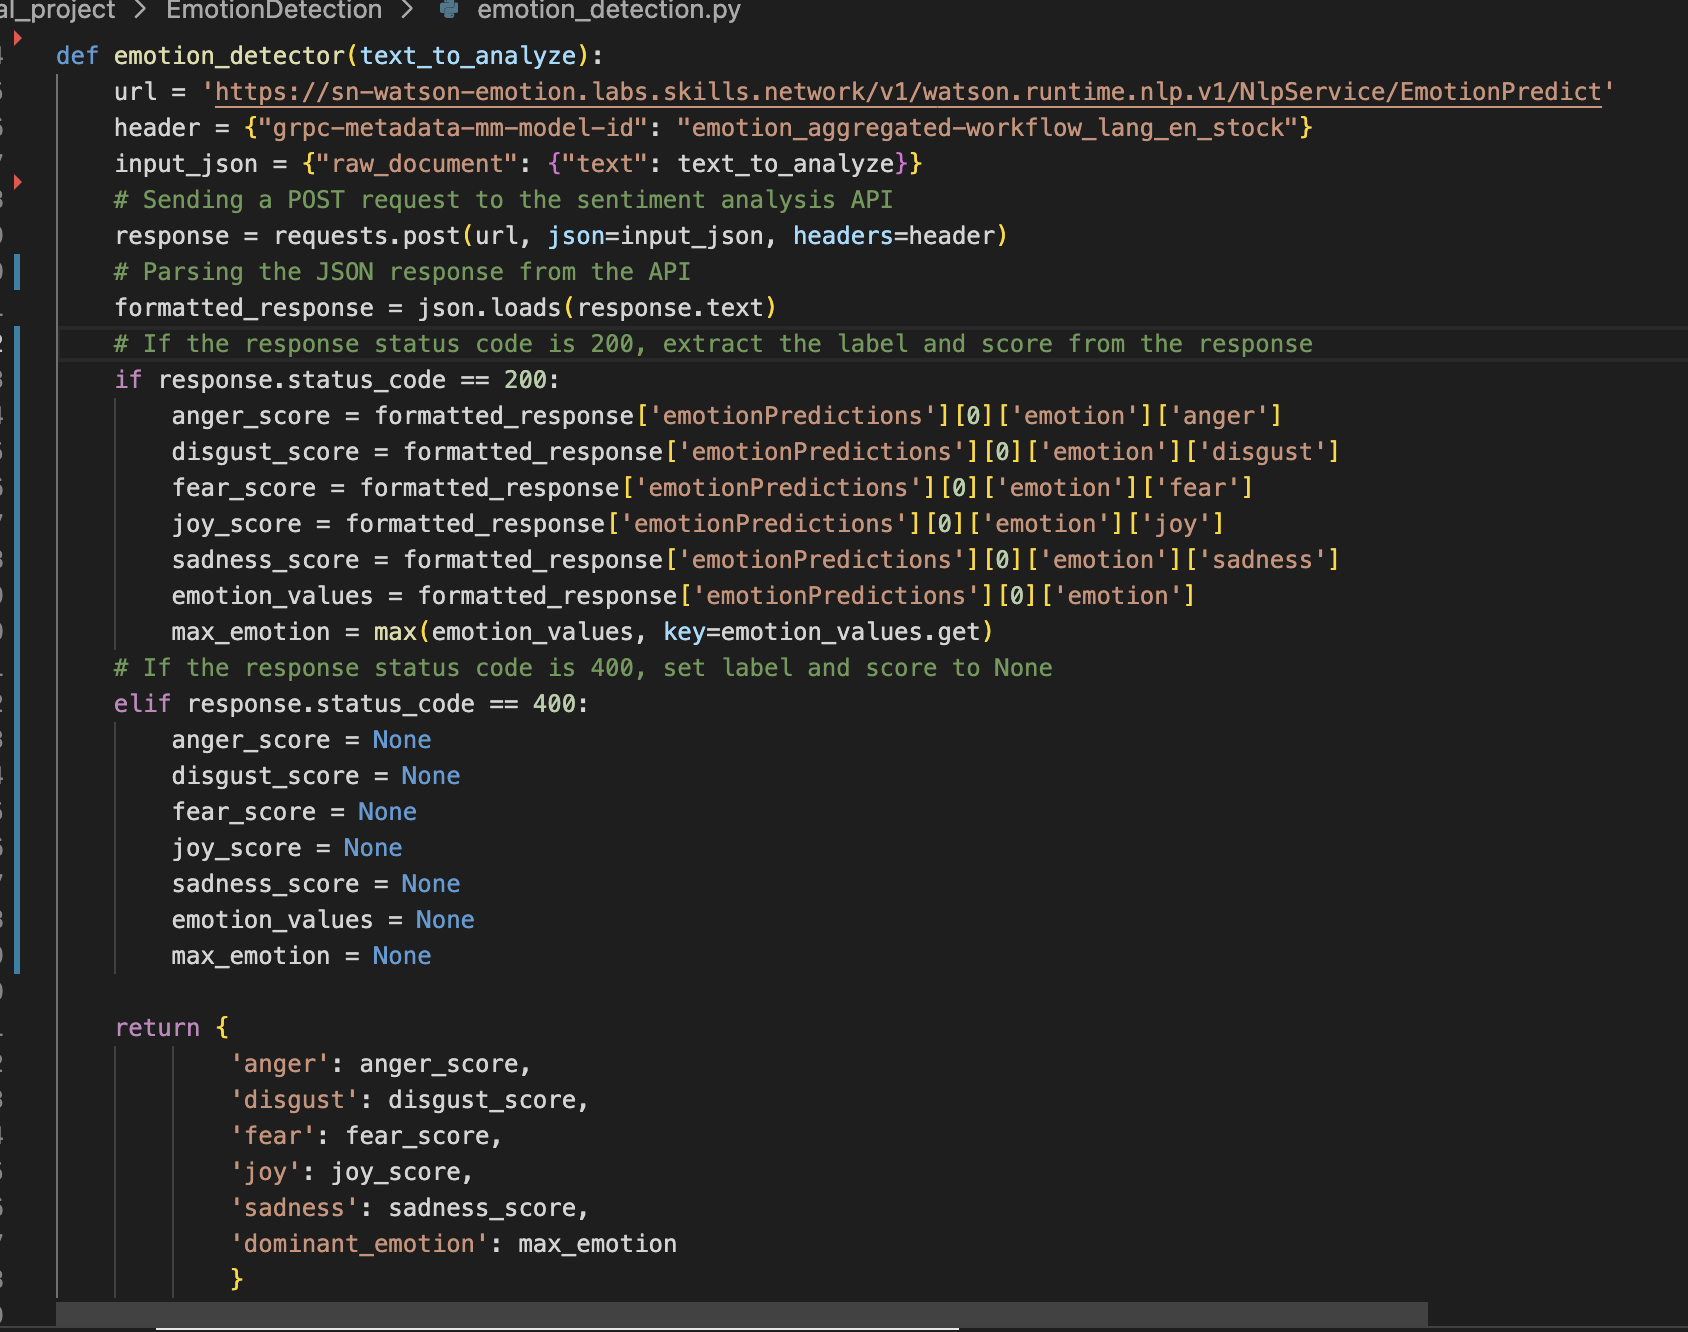 al_project > EmotionDetection > emotion_detection.py
def emotion_detector(text_to_analyze):
    url = 'https://sn-watson-emotion.labs.skills.network/v1/watson.runtime.nlp.v1/NlpService/EmotionPredict'
    header = {"grpc-metadata-mm-model-id": "emotion_aggregated-workflow_lang_en_stock"}
    input_json = {"raw_document": {"text": text_to_analyze}}
    # Sending a POST request to the sentiment analysis API
    response = requests.post(url, json=input_json, headers=header)
    # Parsing the JSON response from the API
    formatted_response = json.loads(response.text)
    # If the response status code is 200, extract the label and score from the response
    if response.status_code == 200:
        anger_score = formatted_response['emotionPredictions'][0]['emotion']['anger']
        disgust_score = formatted_response['emotionPredictions'][0]['emotion']['disgust']
        fear_score = formatted_response['emotionPredictions'][0]['emotion']['fear']
        joy_score = formatted_response['emotionPredictions'][0]['emotion']['joy']
        sadness_score = formatted_response['emotionPredictions'][0]['emotion']['sadness']
        emotion_values = formatted_response['emotionPredictions'][0]['emotion']
        max_emotion = max(emotion_values, key=emotion_values.get)
    # If the response status code is 400, set label and score to None
    elif response.status_code == 400:
        anger_score = None
        disgust_score = None
        fear_score = None
        joy_score = None
        sadness_score = None
        emotion_values = None
        max_emotion = None
    return {
            'anger': anger_score,
            'disgust': disgust_score,
            'fear': fear_score,
            'joy': joy_score,
            'sadness': sadness_score,
            'dominant_emotion': max_emotion
            }